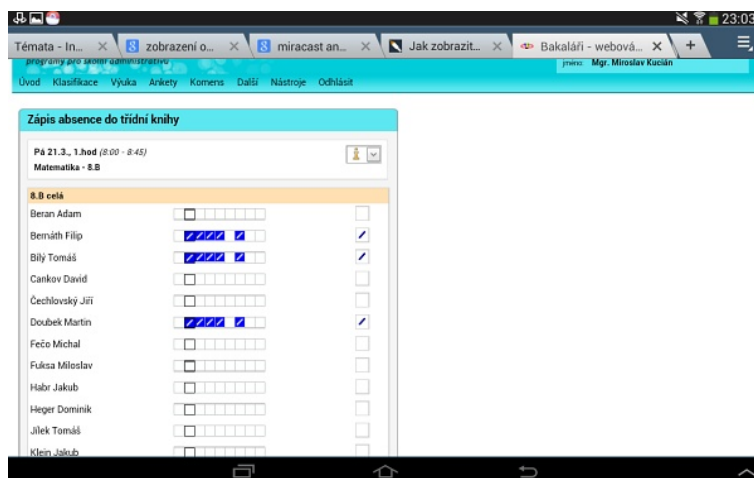 23:03
Témata - In... zobrazení o... miracast an... Jak zobrazit... Bakaláři - webová...
programy pro školní administrativu
jméno: Mgr. Miroslav Kucián
Úvod Klasifikace Výuka Ankety Komens Další Nástroje Odhlásit
Zápis absence do třídní knihy
Pá 21.3., 1.hod (8:00 - 8:45)
Matematika - 8.B
8.B celá
Beran Adam
Bernáth Filip
Bílý Tomáš
Cankov David
Čechlovský Jiří
Doubek Martin
Fečo Michal
Fuksa Miloslav
Habr Jakub
Heger Dominik
Jílek Tomáš
Klein Jakub